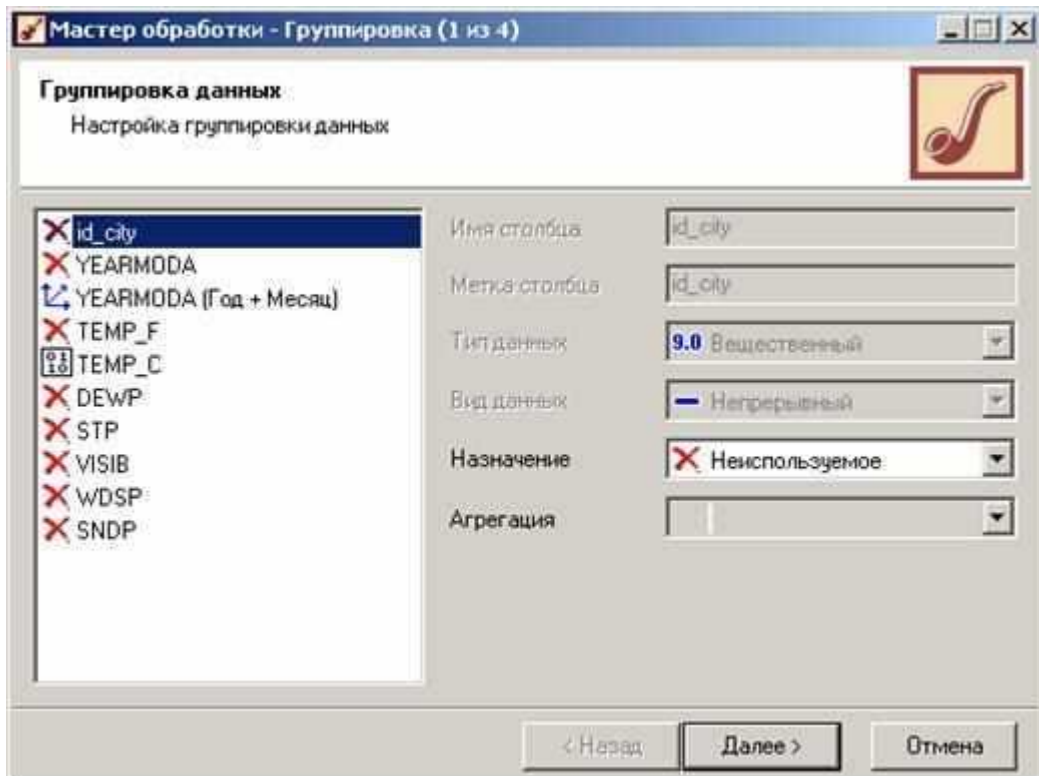 Мастер обработки - Группировка (1 из 4)
Группировка данных
Настройка группировки данных
id_city
YEARMODA
YEARMODA (Год + Месяц)
TEMP_F
TEMP_C
DEWP
STP
VISIB
WDSP
SNDP
Имя столбца id_city
Метка столбца id_city
Тип данных 9.0 Вещественный
Вид данных Непрерывный
Назначение Неиспользуемое
Агрегация
< Назад Далее > Отмена